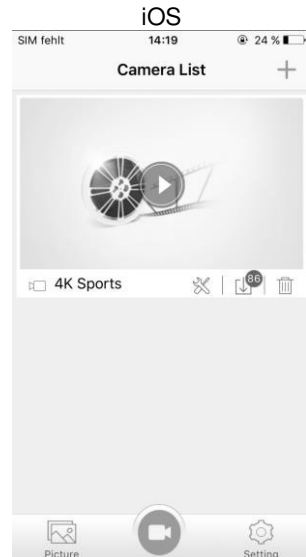 iOS
SIM fehlt 14:19 24 %
Camera List
4K Sports 86
Picture Setting